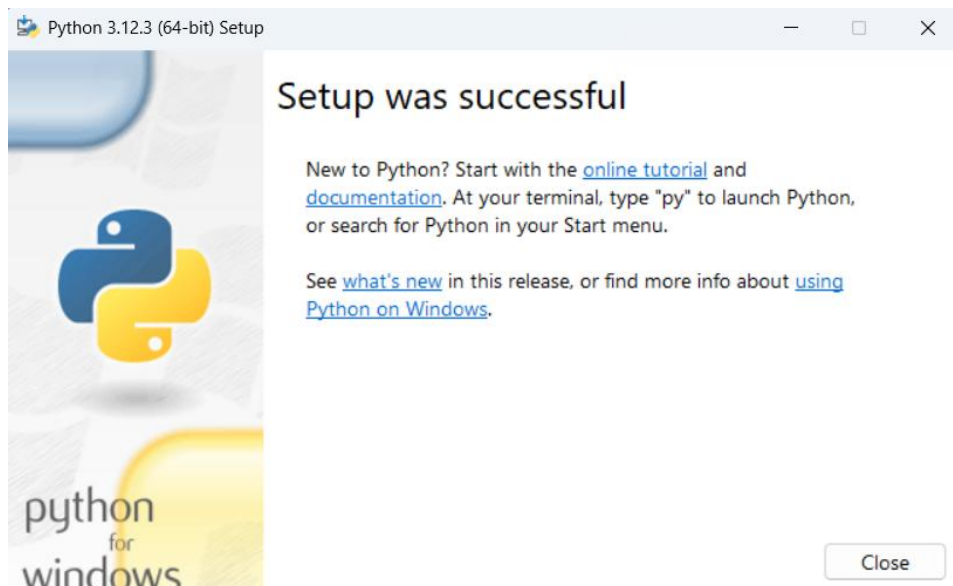 Python 3.12.3 (64-bit) Setup
Setup was successful
New to Python? Start with the online tutorial and
documentation. At your terminal, type "py" to launch Python,
or search for Python in your Start menu.
See what's new in this release, or find more info about using
Python on Windows.
python
for
windows
Close